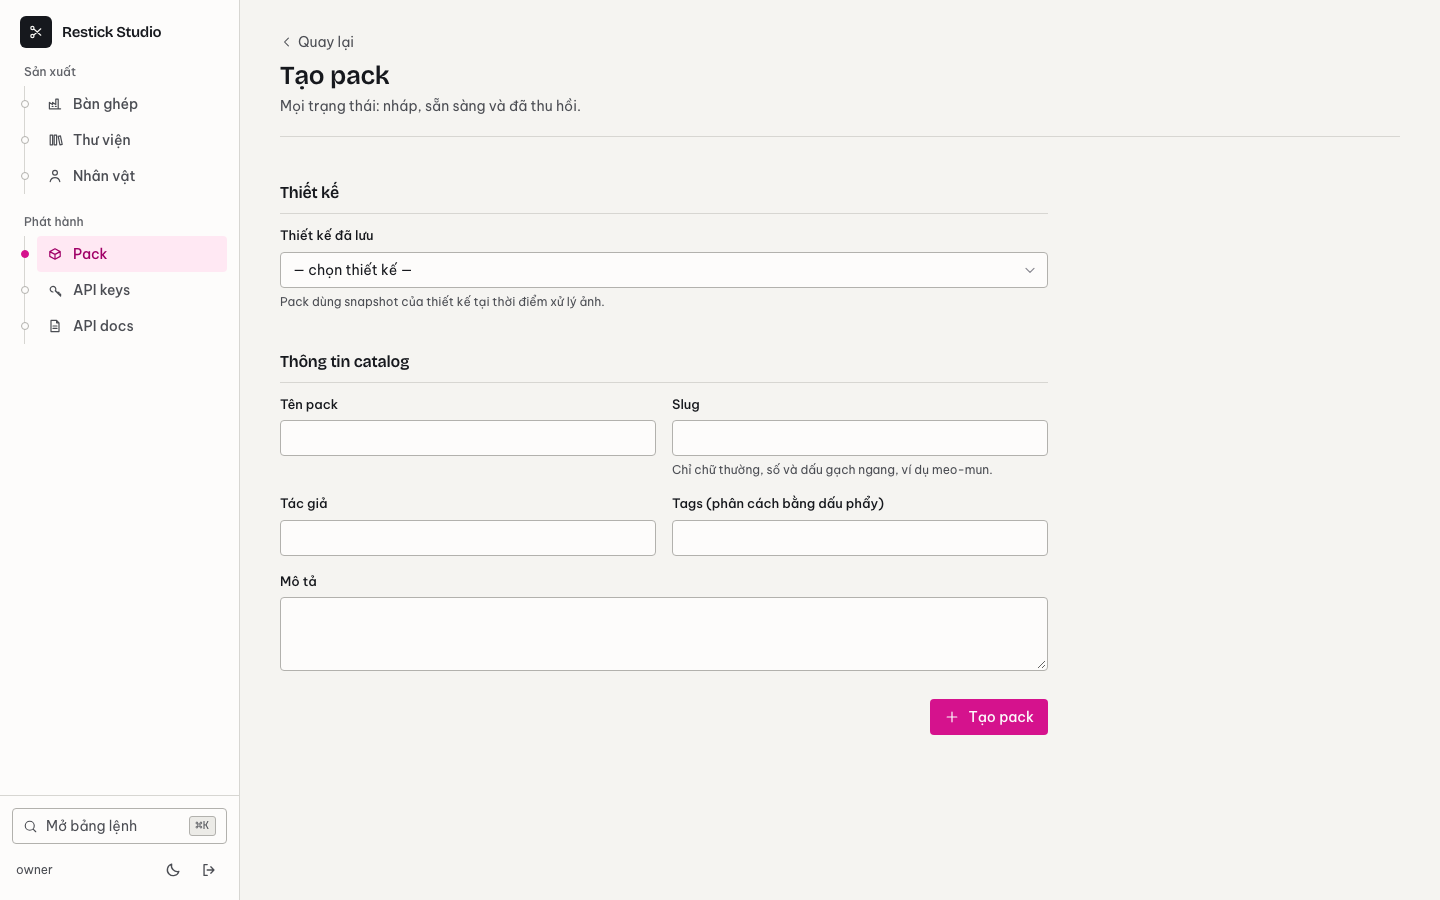 Restick Studio
Sản xuất
Bàn ghép
Thư viện
Nhân vật
Phát hành
Pack
API keys
API docs
Mở bảng lệnh
⌘K
owner
Quay lại
Tạo pack
Mọi trạng thái: nháp, sẵn sàng và đã thu hồi.
Thiết kế
Thiết kế đã lưu
— chọn thiết kế —
Pack dùng snapshot của thiết kế tại thời điểm xử lý ảnh.
Thông tin catalog
Tên pack
Slug
Chỉ chữ thường, số và dấu gạch ngang, ví dụ meo-mun.
Tác giả
Tags (phân cách bằng dấu phẩy)
Mô tả
Tạo pack